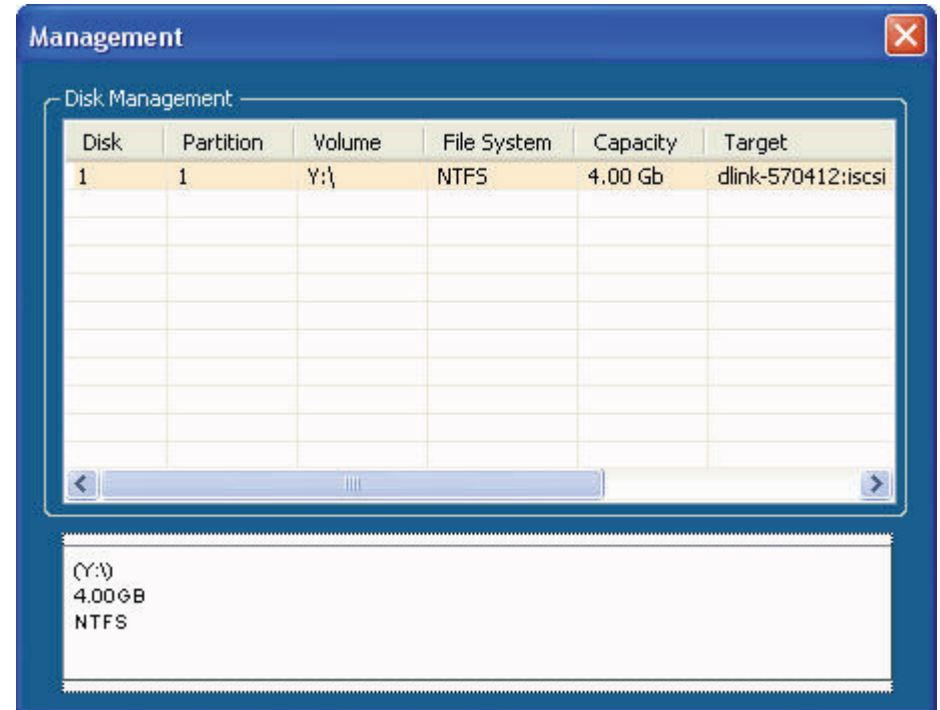 Management
Disk Management
Disk Partition Volume File System Capacity Target
1 1 Y:\ NTFS 4.00 Gb dlink-570412:iscsi
(Y:\)
4.00GB
NTFS